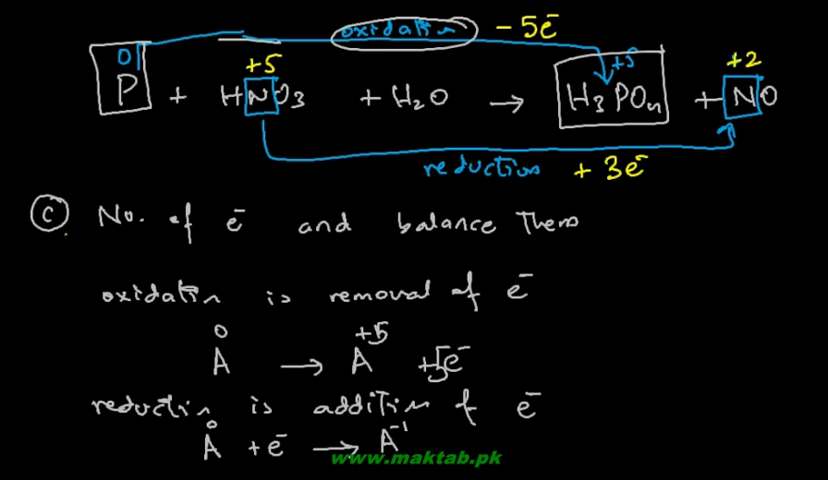 oxidation - 5e⁻
0 +5 +5 +2
P + HNO₃ + H₂O → H₃PO₄ + NO
reduction + 3e⁻
(c) No. of e⁻ and balance Them
oxidation is removal of e⁻
0 +5
A → A +5e⁻
reduction is addition of e⁻
0 -1
A + e⁻ → A
www.maktab.pk